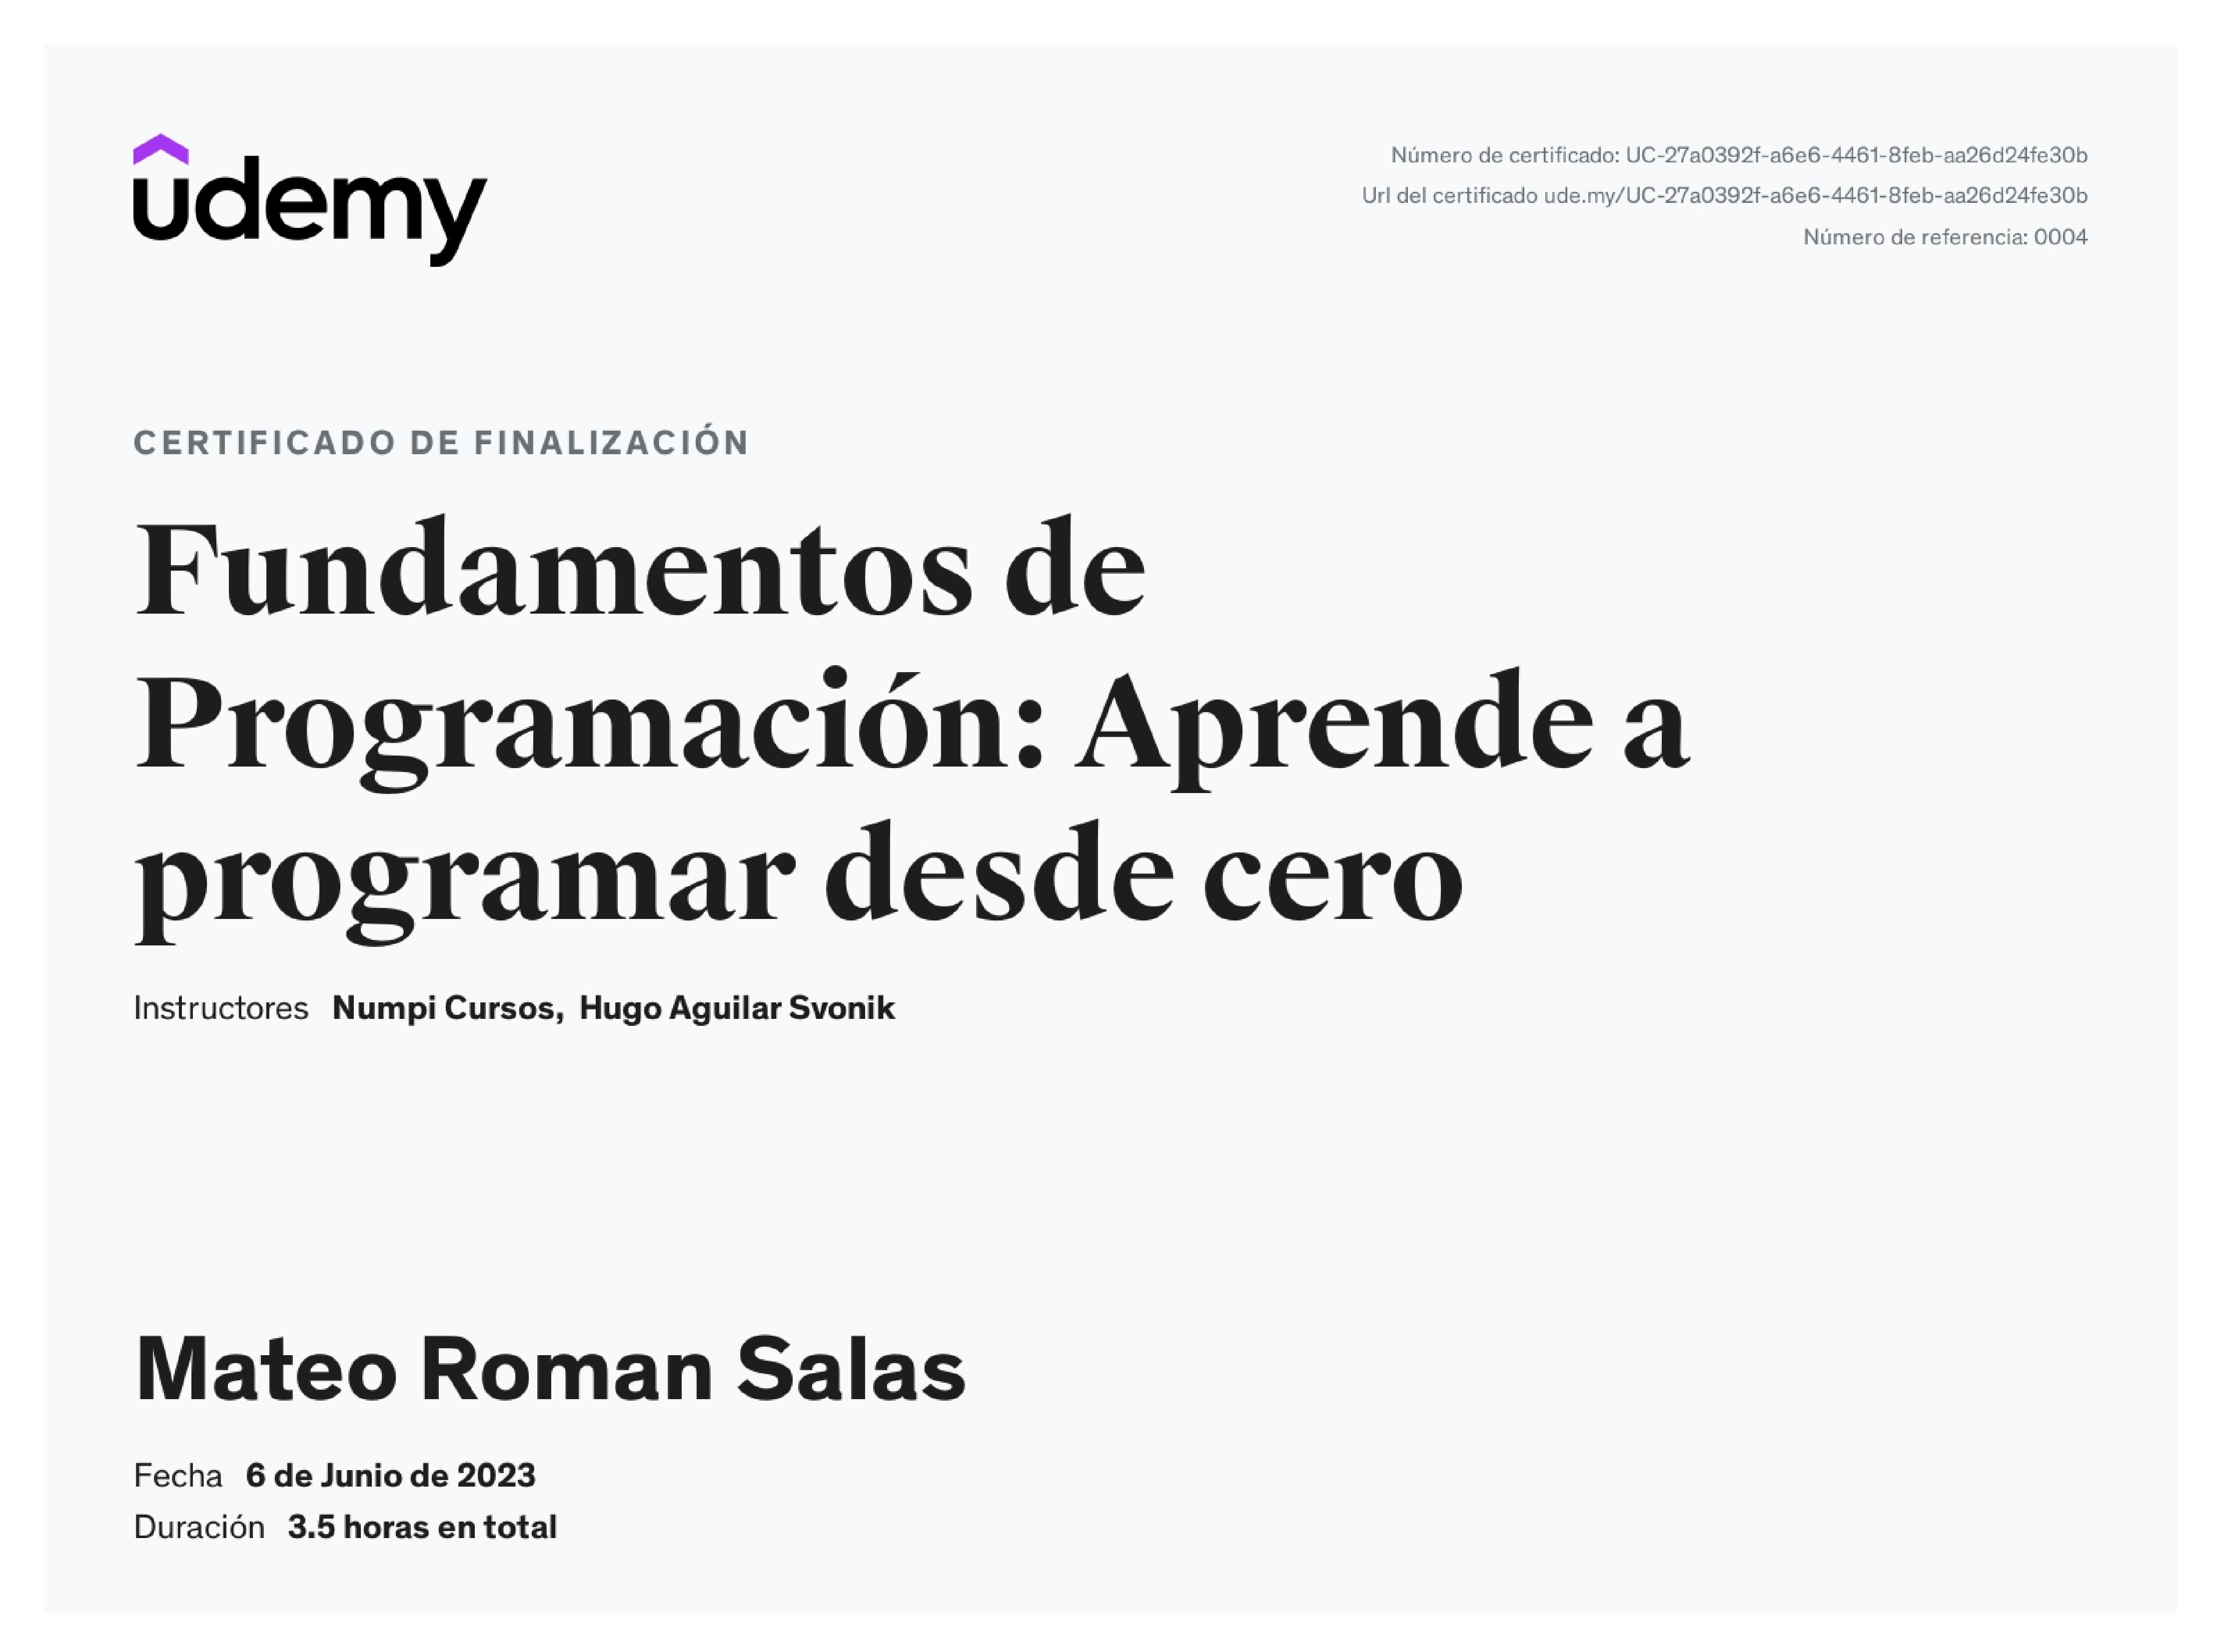 udemy
Número de certificado: UC-27a0392f-a6e6-4461-8feb-aa26d24fe30b
Url del certificado ude.my/UC-27a0392f-a6e6-4461-8feb-aa26d24fe30b
Número de referencia: 0004
CERTIFICADO DE FINALIZACIÓN
Fundamentos de
Programación: Aprende a
programar desde cero
Instructores Numpi Cursos, Hugo Aguilar Svonik
Mateo Roman Salas
Fecha 6 de Junio de 2023
Duración 3.5 horas en total